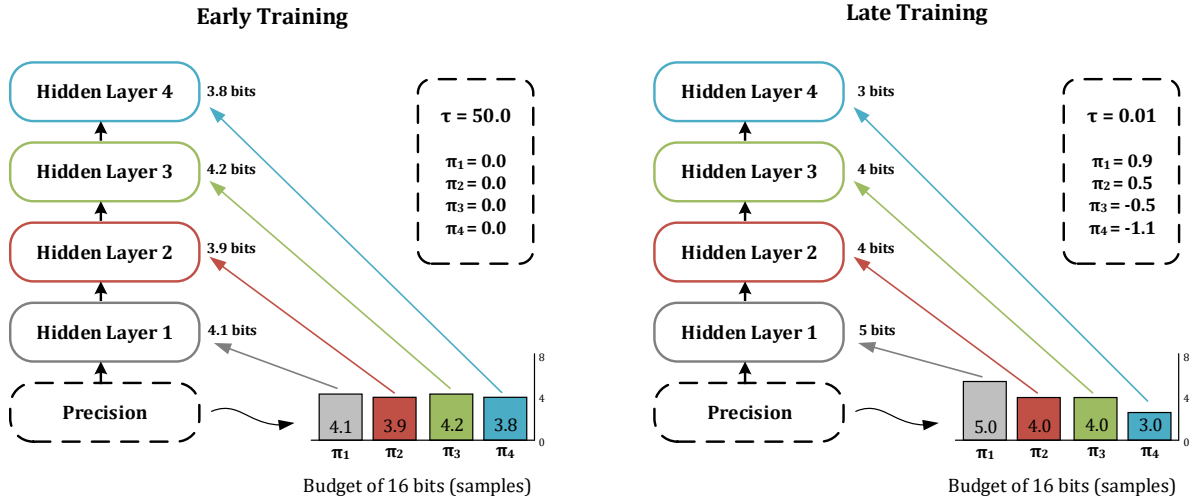 Early Training
Hidden Layer 4
3.8 bits
Hidden Layer 3
4.2 bits
Hidden Layer 2
3.9 bits
Hidden Layer 1
4.1 bits
Precision
τ = 50.0
π₁ = 0.0
π₂ = 0.0
π₃ = 0.0
π₄ = 0.0
8
4
0
4.1 3.9 4.2 3.8
π₁ π₂ π₃ π₄
Budget of 16 bits (samples)
Late Training
Hidden Layer 4
3 bits
Hidden Layer 3
4 bits
Hidden Layer 2
4 bits
Hidden Layer 1
5 bits
Precision
τ = 0.01
π₁ = 0.9
π₂ = 0.5
π₃ = -0.5
π₄ = -1.1
8
4
0
5.0 4.0 4.0 3.0
π₁ π₂ π₃ π₄
Budget of 16 bits (samples)